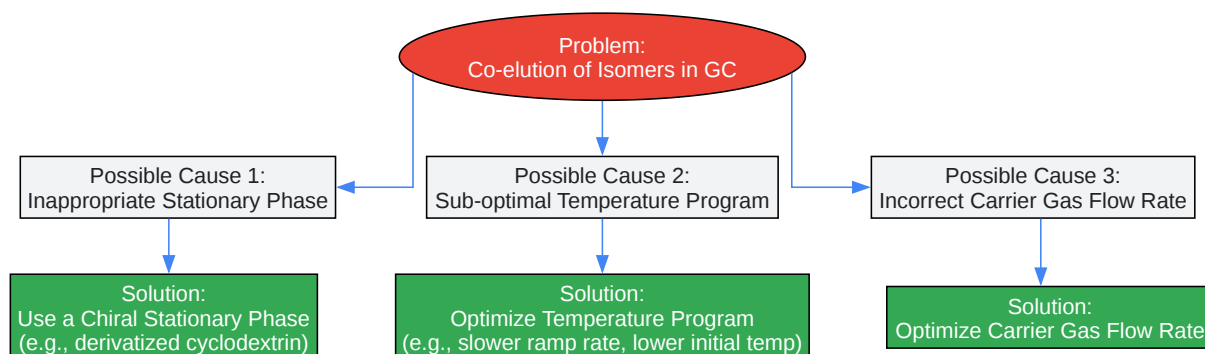 Problem:
Co-elution of Isomers in GC
Possible Cause 1:
Inappropriate Stationary Phase
Possible Cause 2:
Sub-optimal Temperature Program
Possible Cause 3:
Incorrect Carrier Gas Flow Rate
Solution:
Use a Chiral Stationary Phase
(e.g., derivatized cyclodextrin)
Solution:
Optimize Temperature Program
(e.g., slower ramp rate, lower initial temp)
Solution:
Optimize Carrier Gas Flow Rate